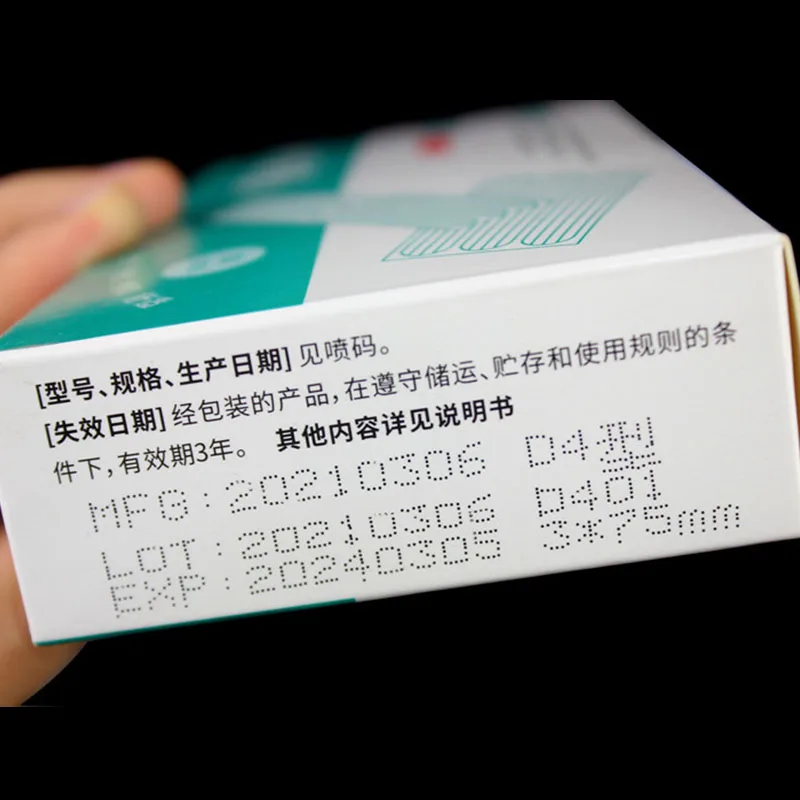 [型号、规格、生产日期] 见喷码。
[失效日期] 经包装的产品，在遵守储运、贮存和使用规则的条
件下，有效期3年。 其他内容详见说明书
MFG:20210306 D4型
LOT:20210306 D401
EXP:20240305 3*75mm